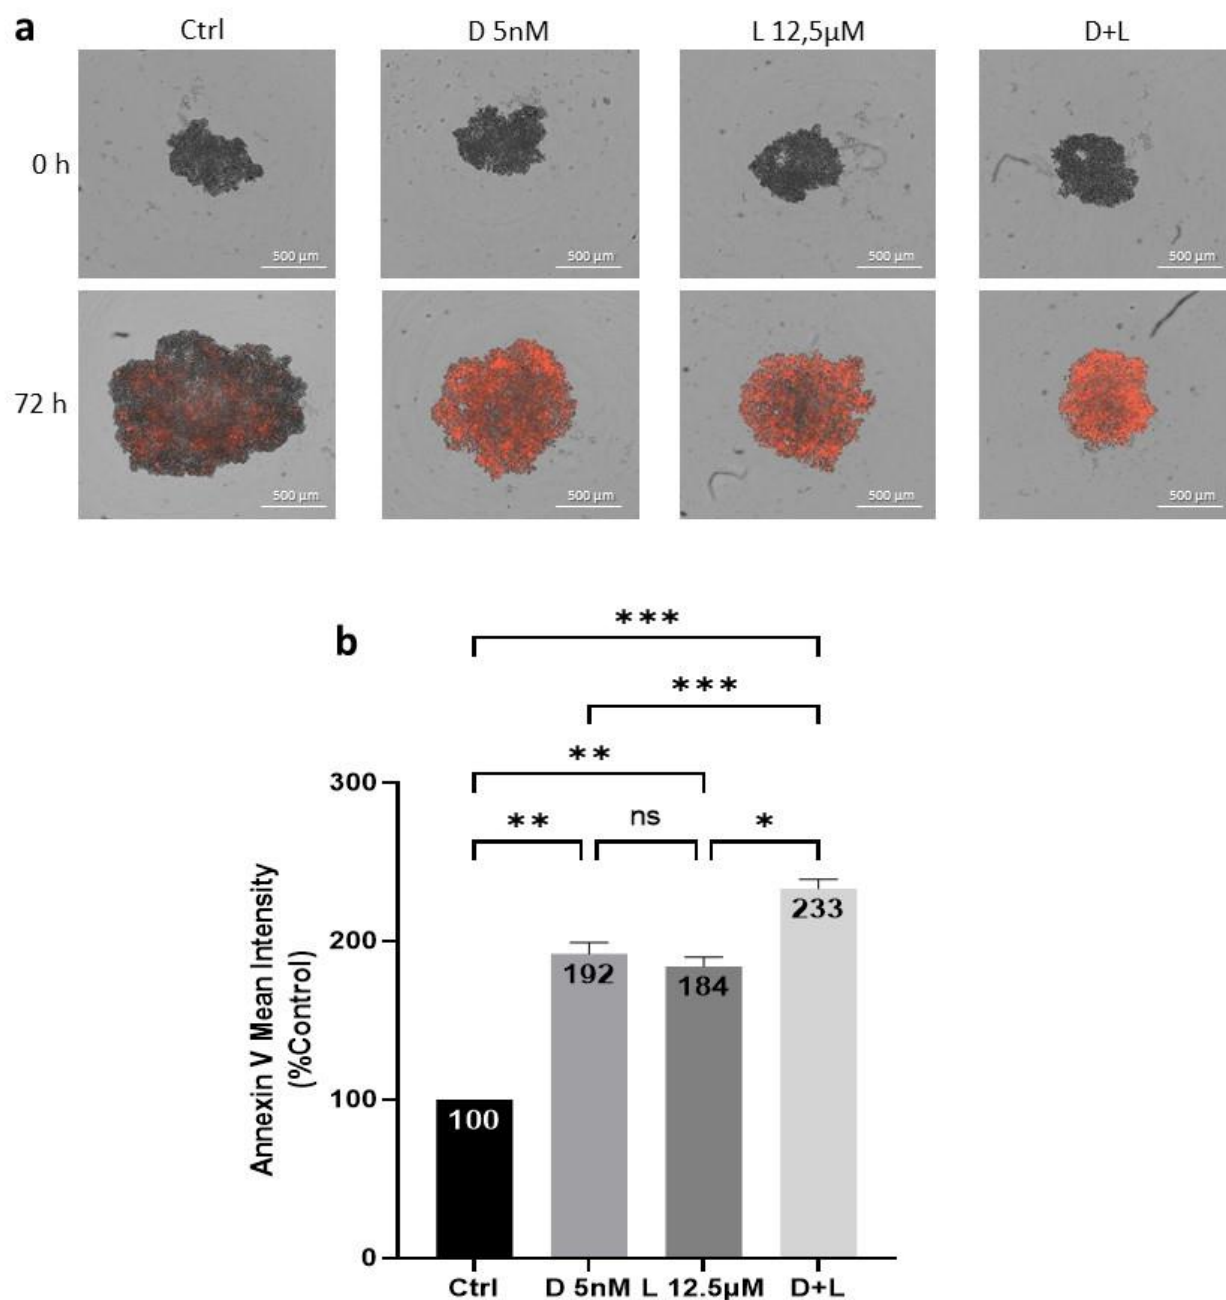 a
Ctrl D 5nM L 12,5µM D+L
0 h
500 µm 500 µm 500 µm 500 µm
72 h
500 µm 500 µm 500 µm 500 µm
b
***
***
**
** ns *
Annexin V Mean Intensity
(%Control)
300
200
100
0
100 192 184 233
Ctrl D 5nM L 12.5µM D+L